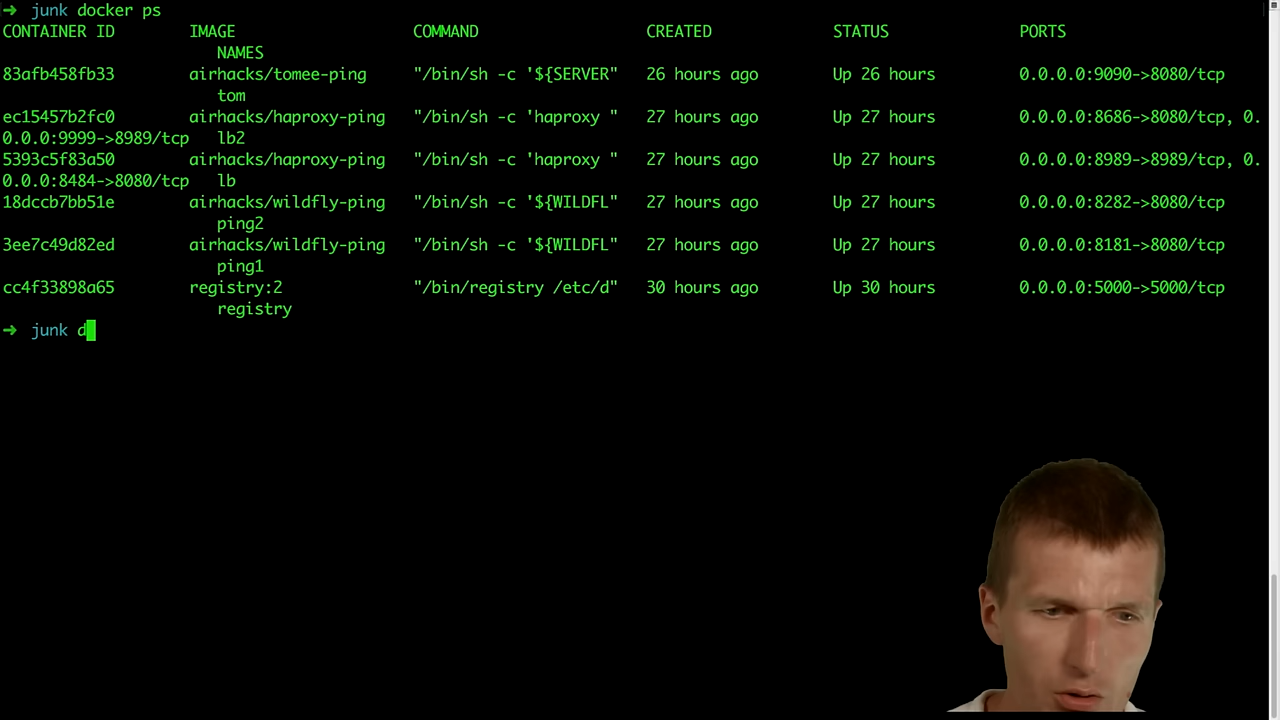 ➜  junk docker ps
CONTAINER ID        IMAGE                   COMMAND                  CREATED             STATUS              PORTS
                       NAMES
83afb458fb33        airhacks/tomee-ping     "/bin/sh -c '${SERVER"   26 hours ago        Up 26 hours         0.0.0.0:9090->8080/tcp
                       tom
ec15457b2fc0        airhacks/haproxy-ping   "/bin/sh -c 'haproxy "   27 hours ago        Up 27 hours         0.0.0.0:8686->8080/tcp, 0.
0.0.0:9999->8989/tcp   lb2
5393c5f83a50        airhacks/haproxy-ping   "/bin/sh -c 'haproxy "   27 hours ago        Up 27 hours         0.0.0.0:8989->8989/tcp, 0.
0.0.0:8484->8080/tcp   lb
18dccb7bb51e        airhacks/wildfly-ping   "/bin/sh -c '${WILDFL"   27 hours ago        Up 27 hours         0.0.0.0:8282->8080/tcp
                       ping2
3ee7c49d82ed        airhacks/wildfly-ping   "/bin/sh -c '${WILDFL"   27 hours ago        Up 27 hours         0.0.0.0:8181->8080/tcp
                       ping1
cc4f33898a65        registry:2              "/bin/registry /etc/d"   30 hours ago        Up 30 hours         0.0.0.0:5000->5000/tcp
                       registry
➜  junk d